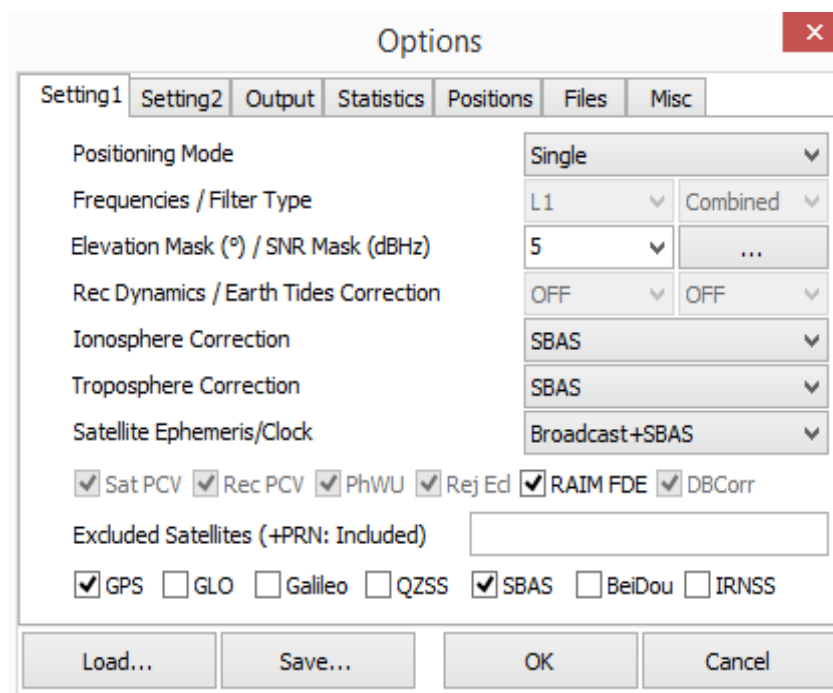 Options
Setting1 Setting2 Output Statistics Positions Files Misc
Positioning Mode Single
Frequencies / Filter Type L1 Combined
Elevation Mask (°) / SNR Mask (dBHz) 5 ...
Rec Dynamics / Earth Tides Correction OFF OFF
Ionosphere Correction SBAS
Troposphere Correction SBAS
Satellite Ephemeris/Clock Broadcast+SBAS
Sat PCV Rec PCV PhWU Rej Ecl RAIM FDE DBCorr
Excluded Satellites (+PRN: Included)
GPS GLO Galileo QZSS SBAS BeiDou IRNSS
Load... Save... OK Cancel